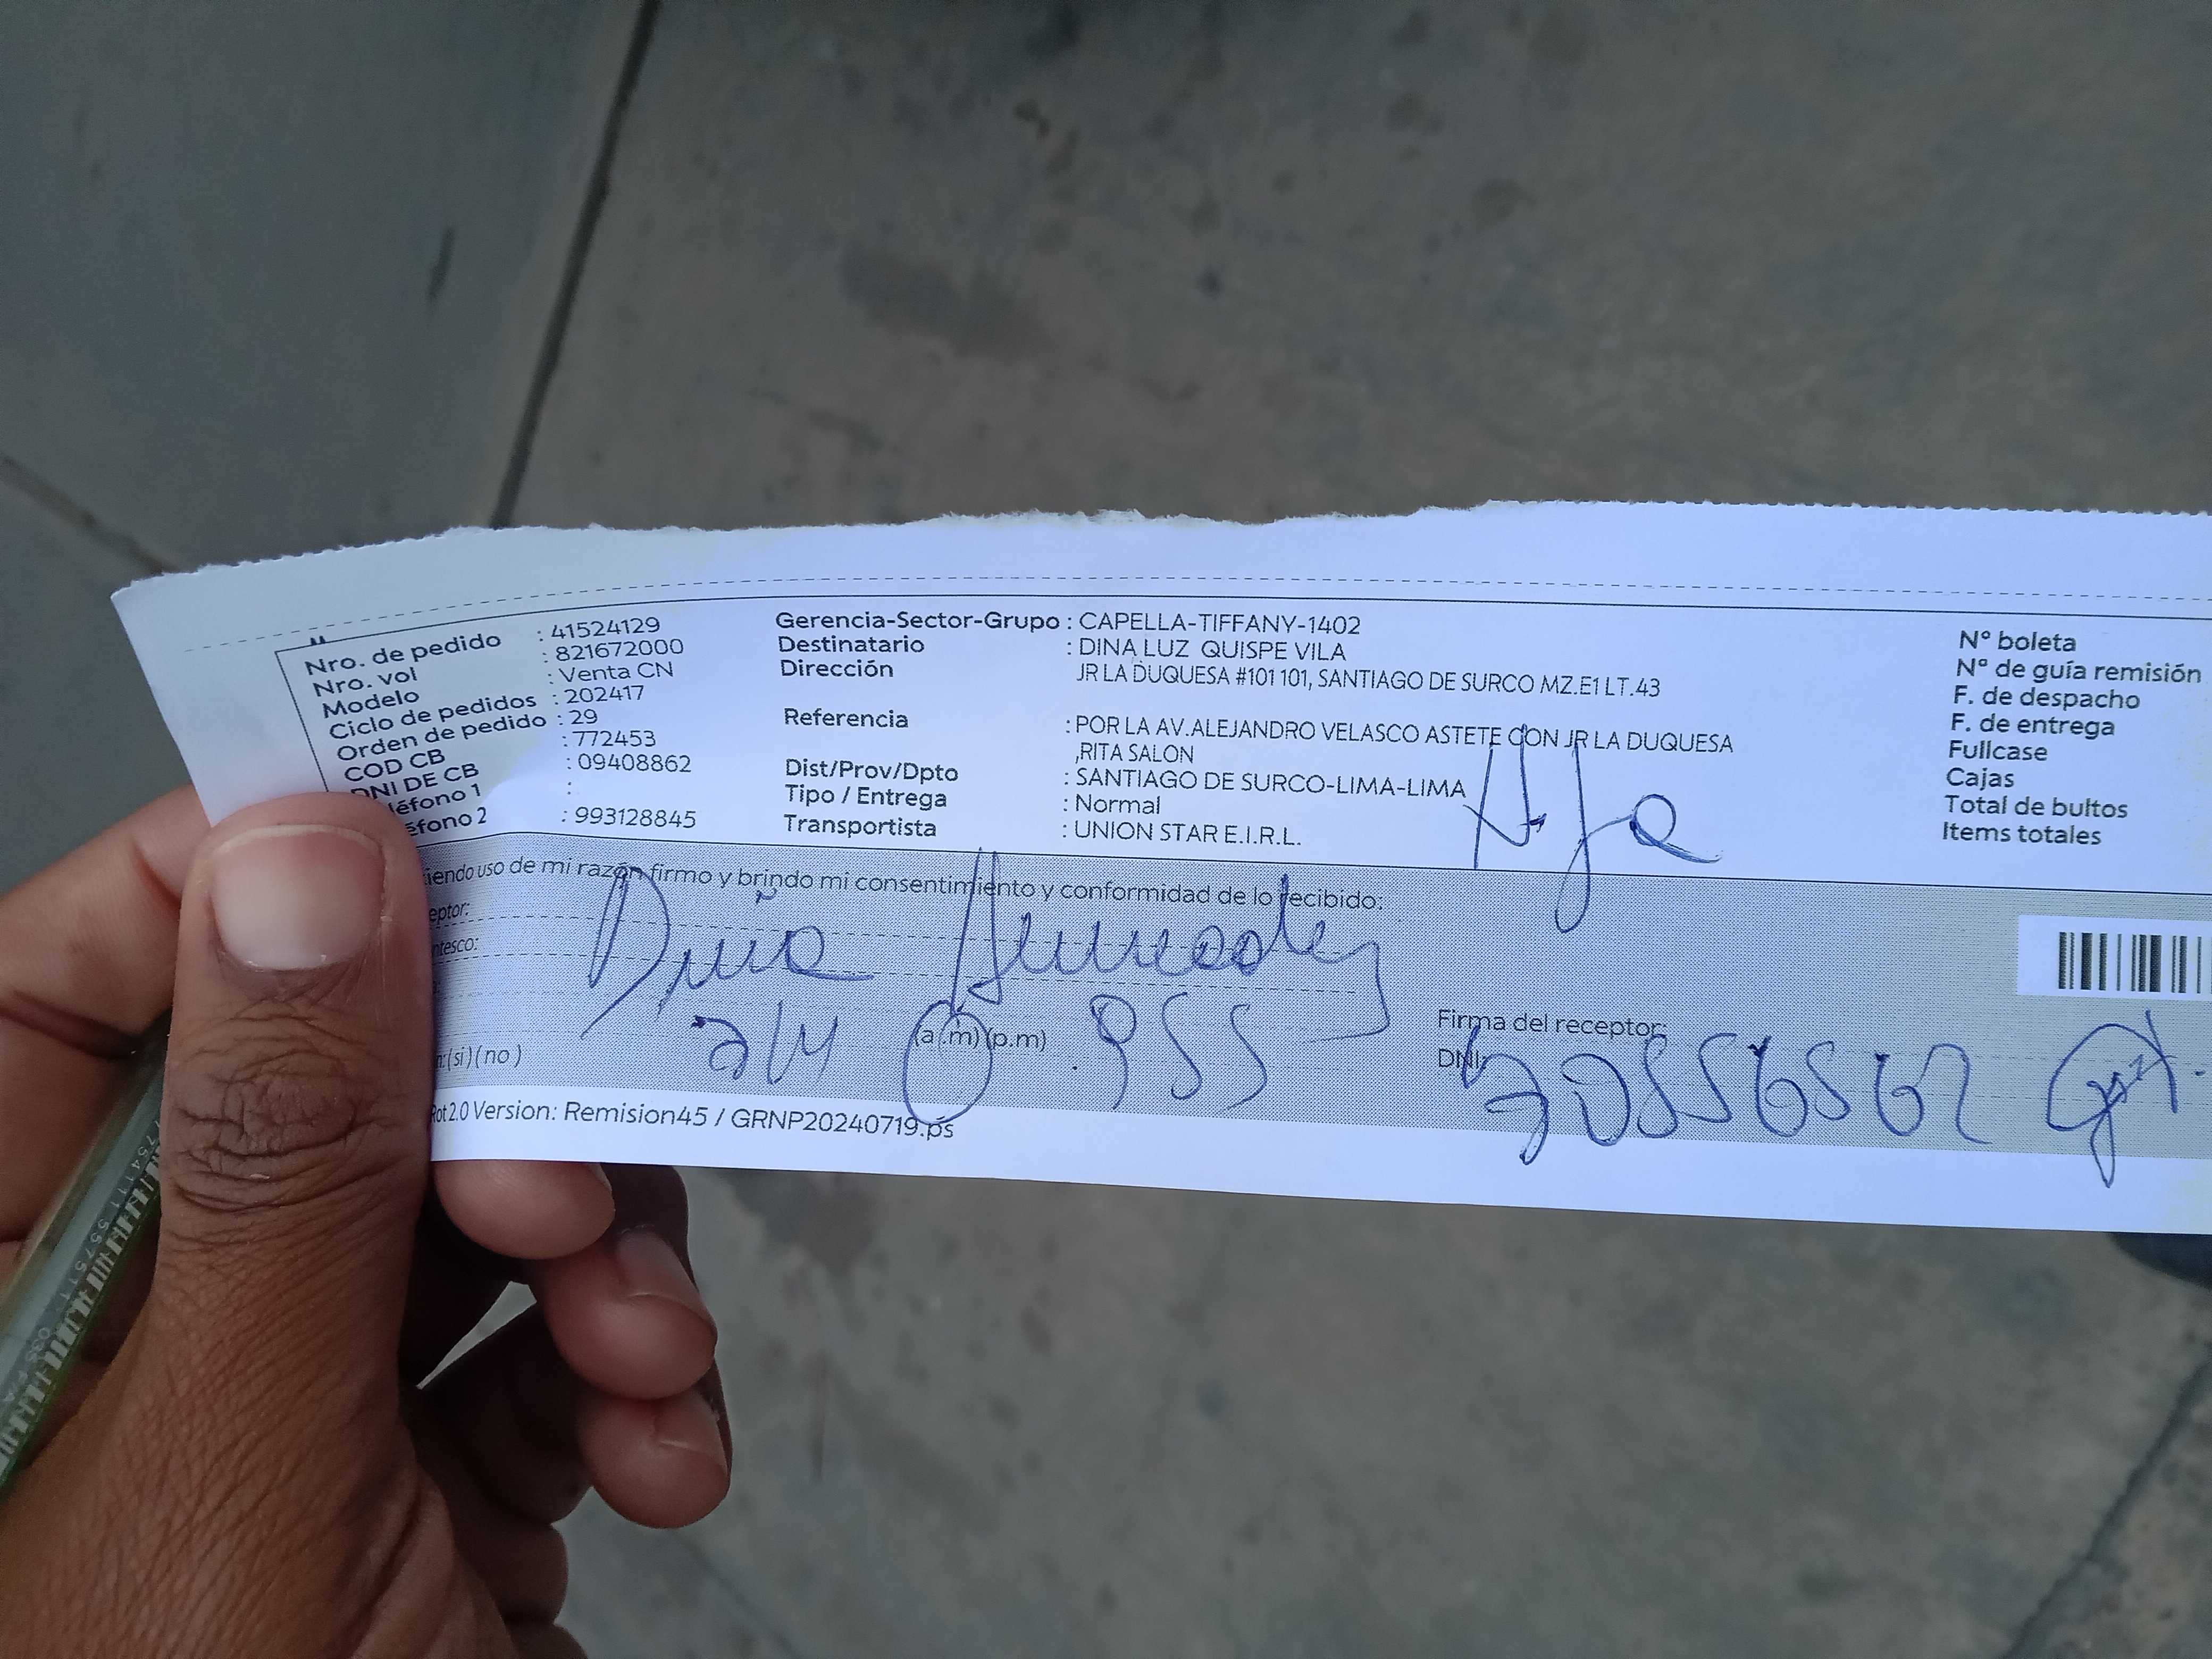 Nro. de pedido : 41524129
Nro. vol : 821672000
Modelo : Venta CN
Ciclo de pedidos : 202417
Orden de pedido : 29
COD CB : 772453
DNI DE CB : 09408862
léfono 1 :
éfono 2 : 993128845
Gerencia-Sector-Grupo : CAPELLA-TIFFANY-1402
Destinatario : DINA LUZ QUISPE VILA
Dirección JR LA DUQUESA #101 101, SANTIAGO DE SURCO MZ.E1 LT.43
Referencia : POR LA AV.ALEJANDRO VELASCO ASTETE CON JR LA DUQUESA
,RITA SALON
Dist/Prov/Dpto : SANTIAGO DE SURCO-LIMA-LIMA
Tipo / Entrega : Normal
Transportista : UNION STAR E.I.R.L.
N° boleta
N° de guía remisión
F. de despacho
F. de entrega
Fullcase
Cajas
Total de bultos
Items totales
iendo uso de mi razón firmo y brindo mi consentimiento y conformidad de lo recibido:
eptor:
ntesco:
(a.m) (p.m) 955
(si) (no)
Firma del receptor:
DNI:
Rot2.0 Version: Remision45 / GRNP20240719.ps